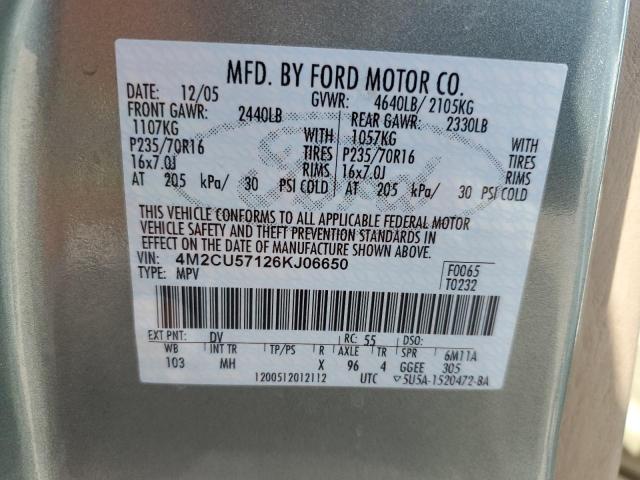 MFD. BY FORD MOTOR CO.
DATE: 12/05 GVWR: 4640LB/2105KG
FRONT GAWR: 2440LB REAR GAWR: 2330LB
1107KG WITH 1057KG WITH
P235/70R16 TIRES P235/70R16 TIRES
16x7.0J RIMS 16x7.0J RIMS
AT 205 kPa/ 30 PSI COLD AT 205 kPa/ 30 PSI COLD
THIS VEHICLE CONFORMS TO ALL APPLICABLE FEDERAL MOTOR
VEHICLE SAFETY AND THEFT PREVENTION STANDARDS IN
EFFECT ON THE DATE OF MANUFACTURE SHOWN ABOVE.
VIN: 4M2CU57126KJ06650 F0065
TYPE: MPV T0232
EXT PNT: DV RC: 55 DSO:
WB INT TR TP/PS R AXLE TR SPR 6M11A
103 MH X 96 4 GGEE 305
1200512012112 UTC ▽5U5A-1520472-BA
Ford